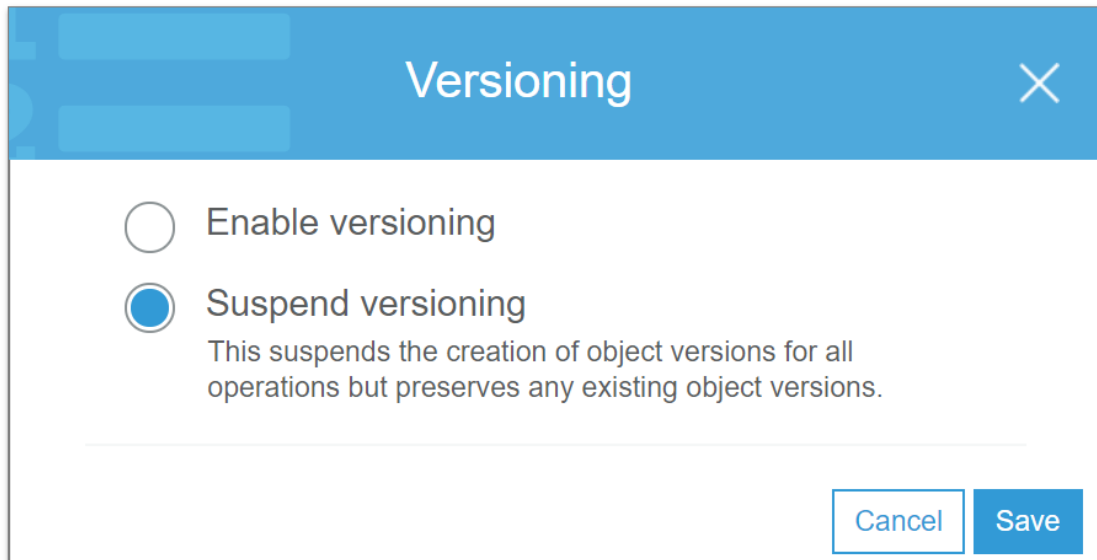 Versioning
Enable versioning
Suspend versioning
This suspends the creation of object versions for all
operations but preserves any existing object versions.
Cancel
Save